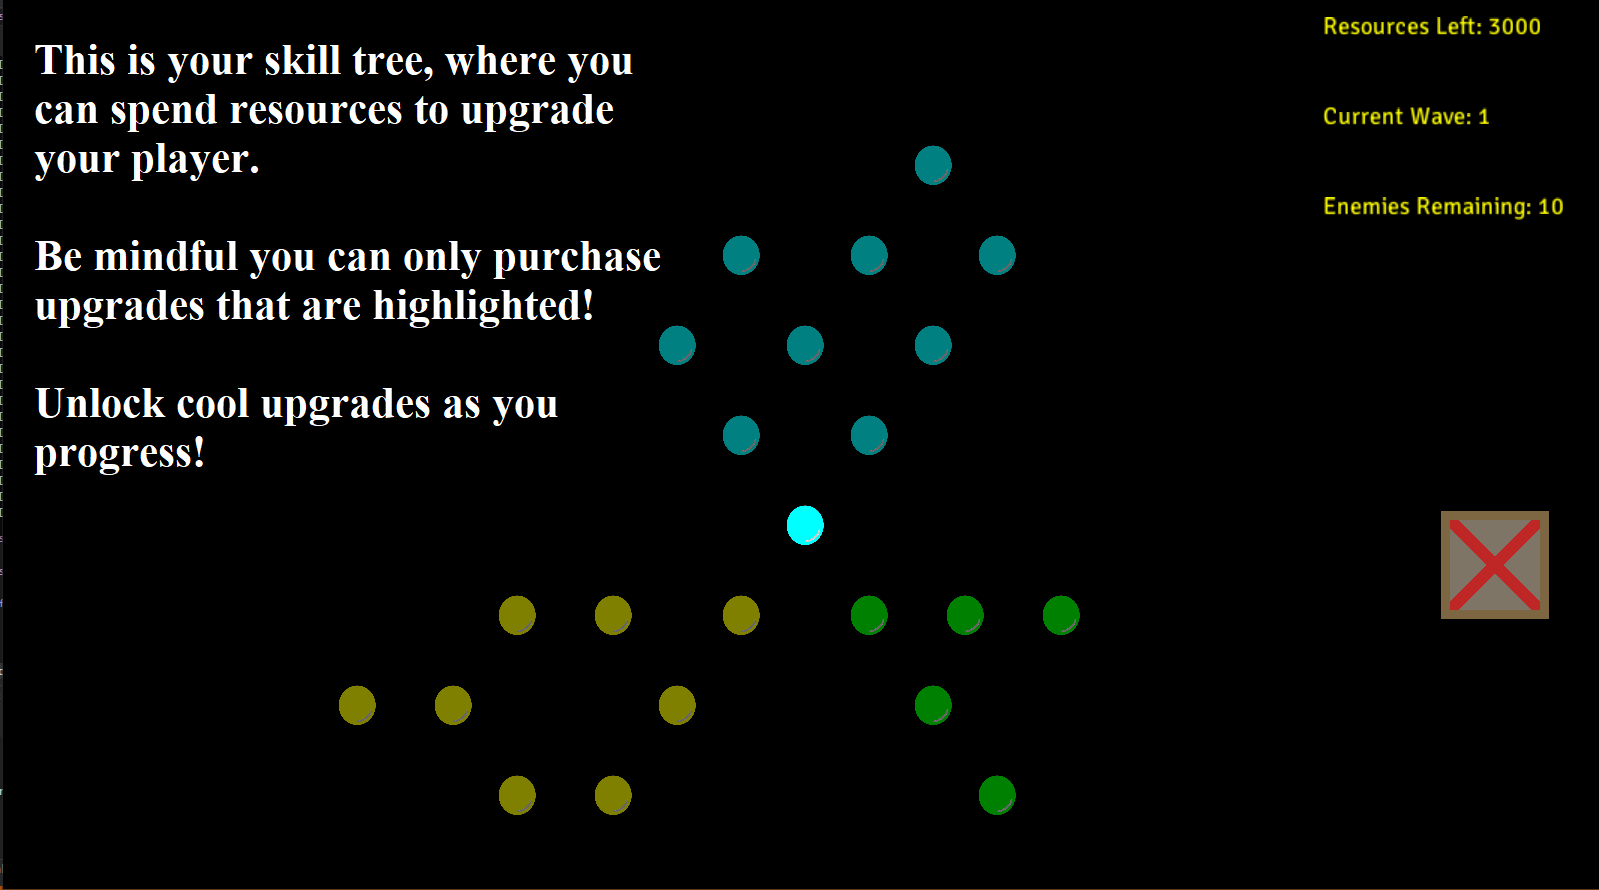 This is your skill tree, where you
can spend resources to upgrade
your player.
Be mindful you can only purchase
upgrades that are highlighted!
Unlock cool upgrades as you
progress!
Resources Left: 3000
Current Wave: 1
Enemies Remaining: 10